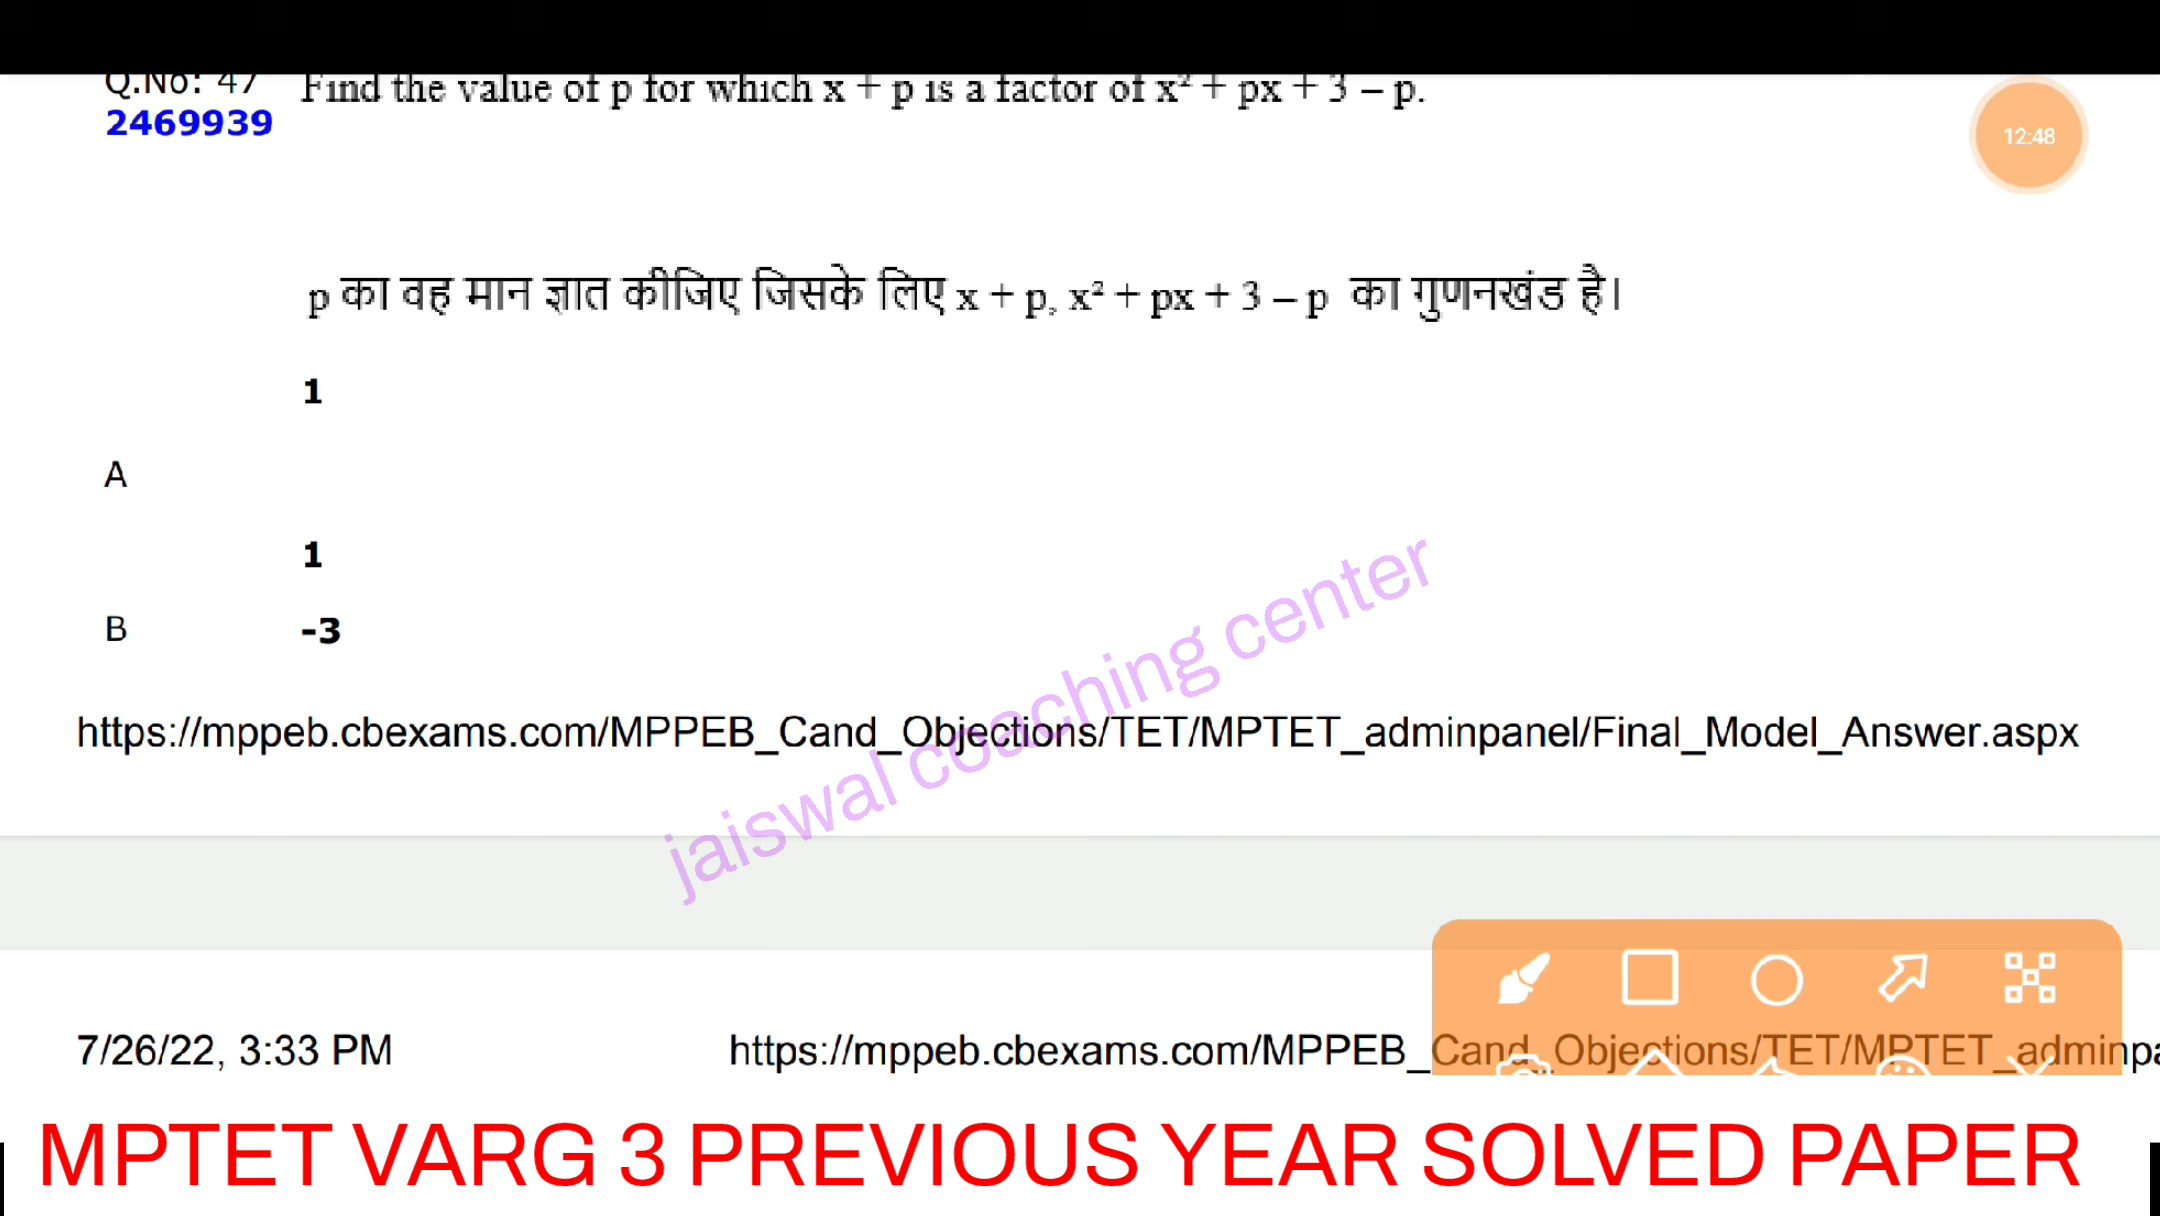 Q.No: 47 Find the value of p for which x + p is a factor of x² + px + 3 – p.
2469939
12:48
p का वह मान ज्ञात कीजिए जिसके लिए x + p, x² + px + 3 – p का गुणनखंड है।
1
A
1
B -3
jaiswal coaching center
https://mppeb.cbexams.com/MPPEB_Cand_Objections/TET/MPTET_adminpanel/Final_Model_Answer.aspx
7/26/22, 3:33 PM https://mppeb.cbexams.com/MPPEB_Cand_Objections/TET/MPTET_adminpa
MPTET VARG 3 PREVIOUS YEAR SOLVED PAPER